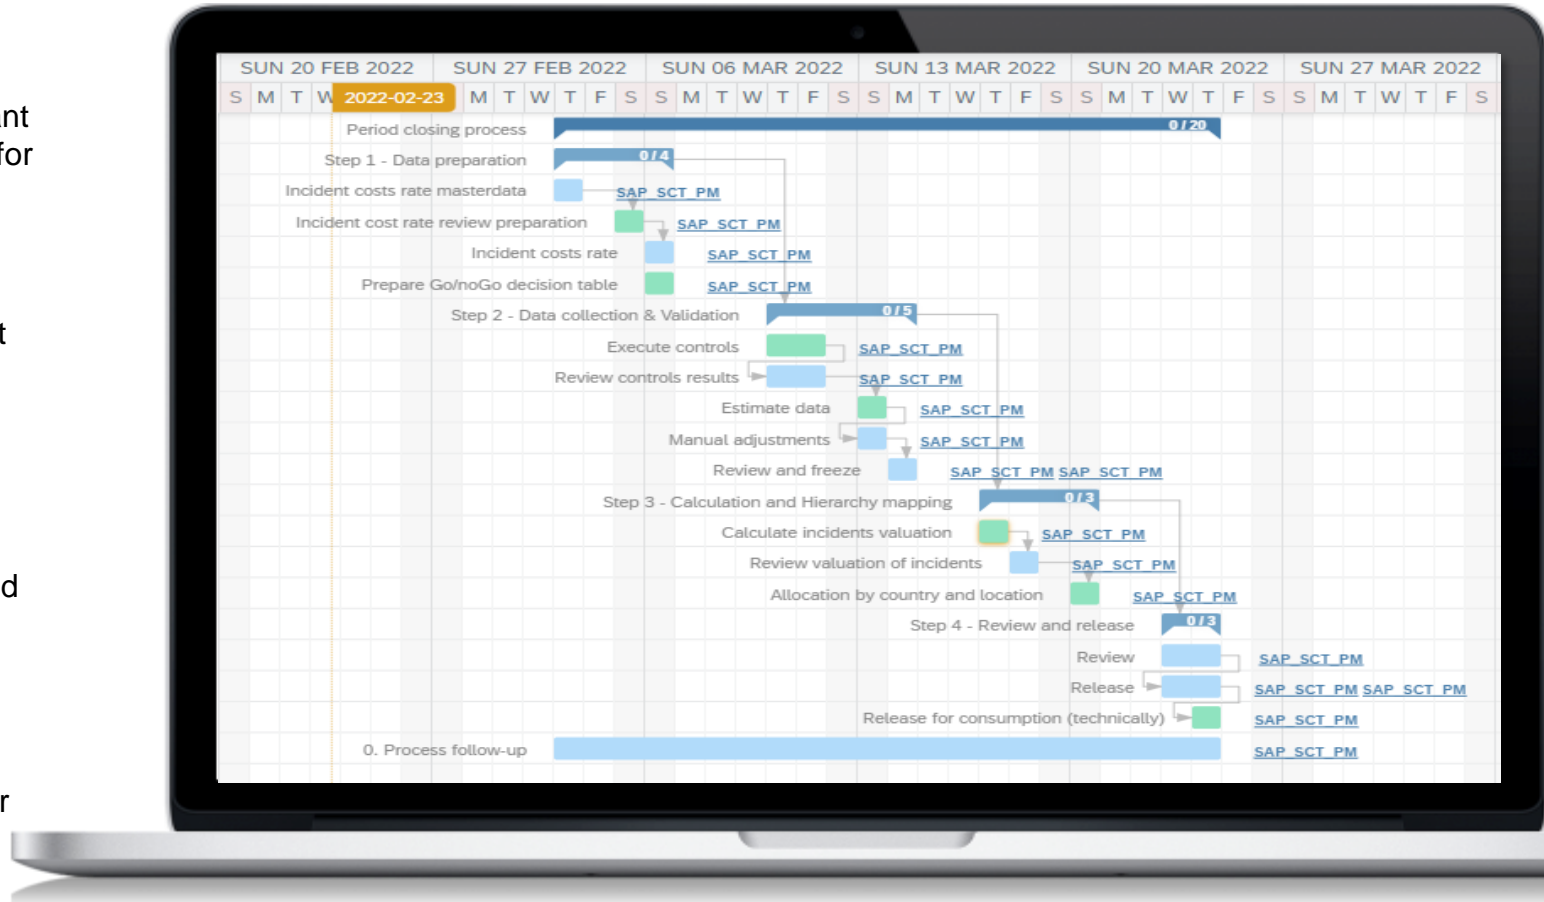 ant
for
t
d
r
SUN 20 FEB 2022 SUN 27 FEB 2022 SUN 06 MAR 2022 SUN 13 MAR 2022 SUN 20 MAR 2022 SUN 27 MAR 2022
S M T W 2022-02-23 M T W T F S S M T W T F S S M T W T F S S M T W T F S S M T W T F S
Period closing process 0 / 20
Step 1 - Data preparation 0 / 4
Incident costs rate masterdata SAP_SCT_PM
Incident cost rate review preparation SAP_SCT_PM
Incident costs rate SAP_SCT_PM
Prepare Go/noGo decision table SAP_SCT_PM
Step 2 - Data collection & Validation 0 / 5
Execute controls SAP_SCT_PM
Review controls results SAP_SCT_PM
Estimate data SAP_SCT_PM
Manual adjustments SAP_SCT_PM
Review and freeze SAP_SCT_PM SAP_SCT_PM
Step 3 - Calculation and Hierarchy mapping 0 / 3
Calculate incidents valuation SAP_SCT_PM
Review valuation of incidents SAP_SCT_PM
Allocation by country and location SAP_SCT_PM
Step 4 - Review and release 0 / 3
Review SAP_SCT_PM
Release SAP_SCT_PM SAP_SCT_PM
Release for consumption (technically) SAP_SCT_PM
0. Process follow-up SAP_SCT_PM